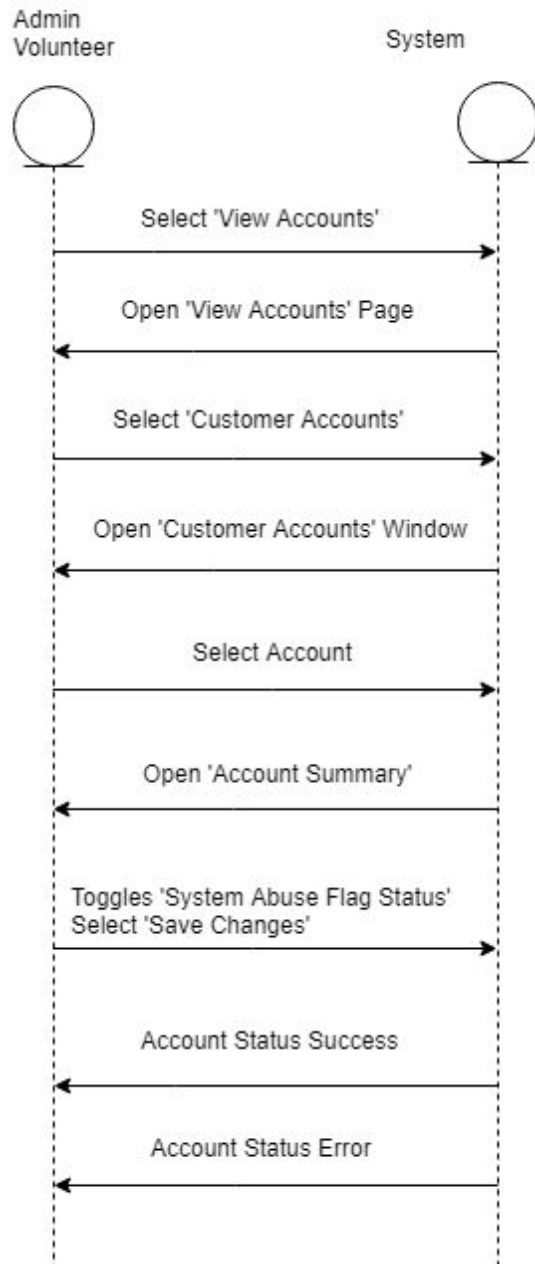 Admin
Volunteer
System
Select 'View Accounts'
Open 'View Accounts' Page
Select 'Customer Accounts'
Open 'Customer Accounts' Window
Select Account
Open 'Account Summary'
Toggles 'System Abuse Flag Status'
Select 'Save Changes'
Account Status Success
Account Status Error